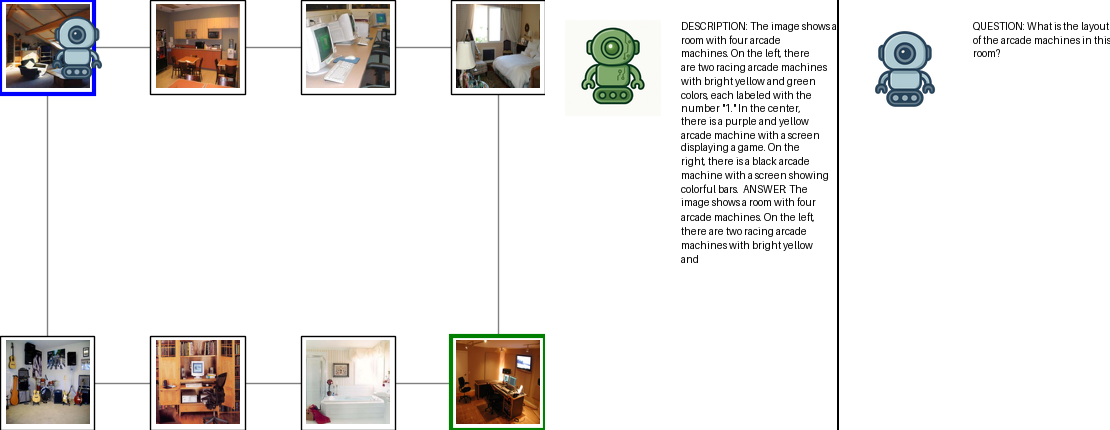 DESCRIPTION: The image shows a
room with four arcade
machines. On the left, there
are two racing arcade machines
with bright yellow and green
colors, each labeled with the
number "1." In the center,
there is a purple and yellow
arcade machine with a screen
displaying a game. On the
right, there is a black arcade
machine with a screen showing
colorful bars. ANSWER: The
image shows a room with four
arcade machines. On the left,
there are two racing arcade
machines with bright yellow
and
QUESTION: What is the layout
of the arcade machines in this
room?